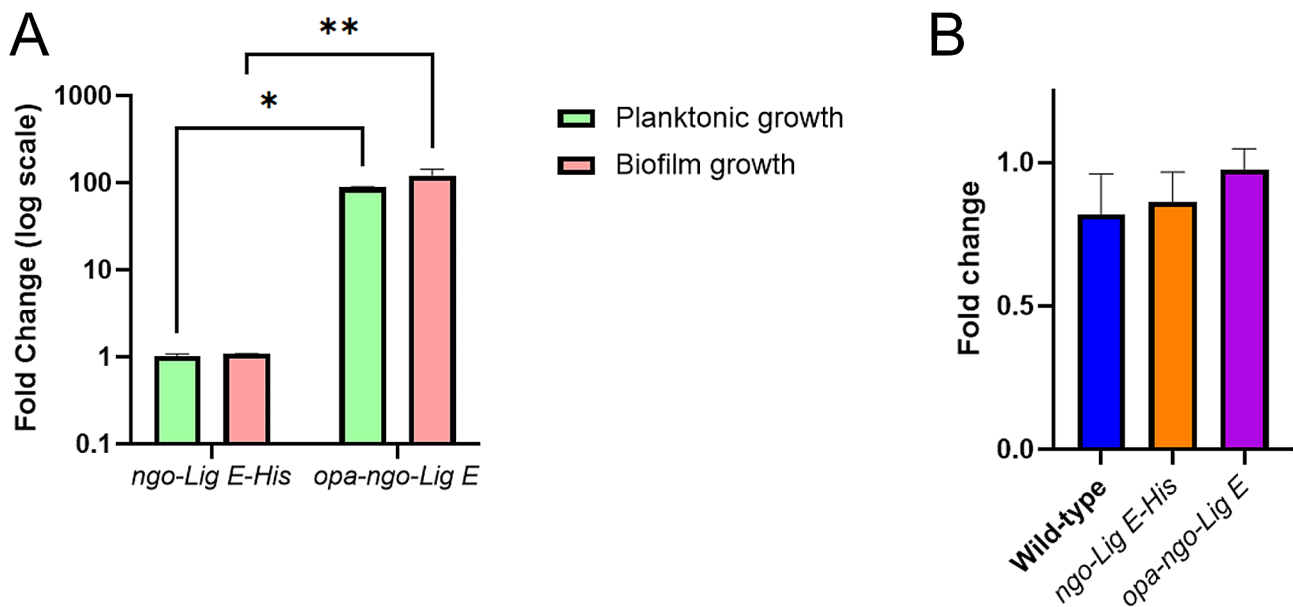 A
B
**
*
Fold Change (log scale)
1000
100
10
1
0.1
ngo-Lig E-His
opa-ngo-Lig E
Planktonic growth
Biofilm growth
Fold change
1.0
0.5
0.0
Wild-type
ngo-Lig E-His
opa-ngo-Lig E